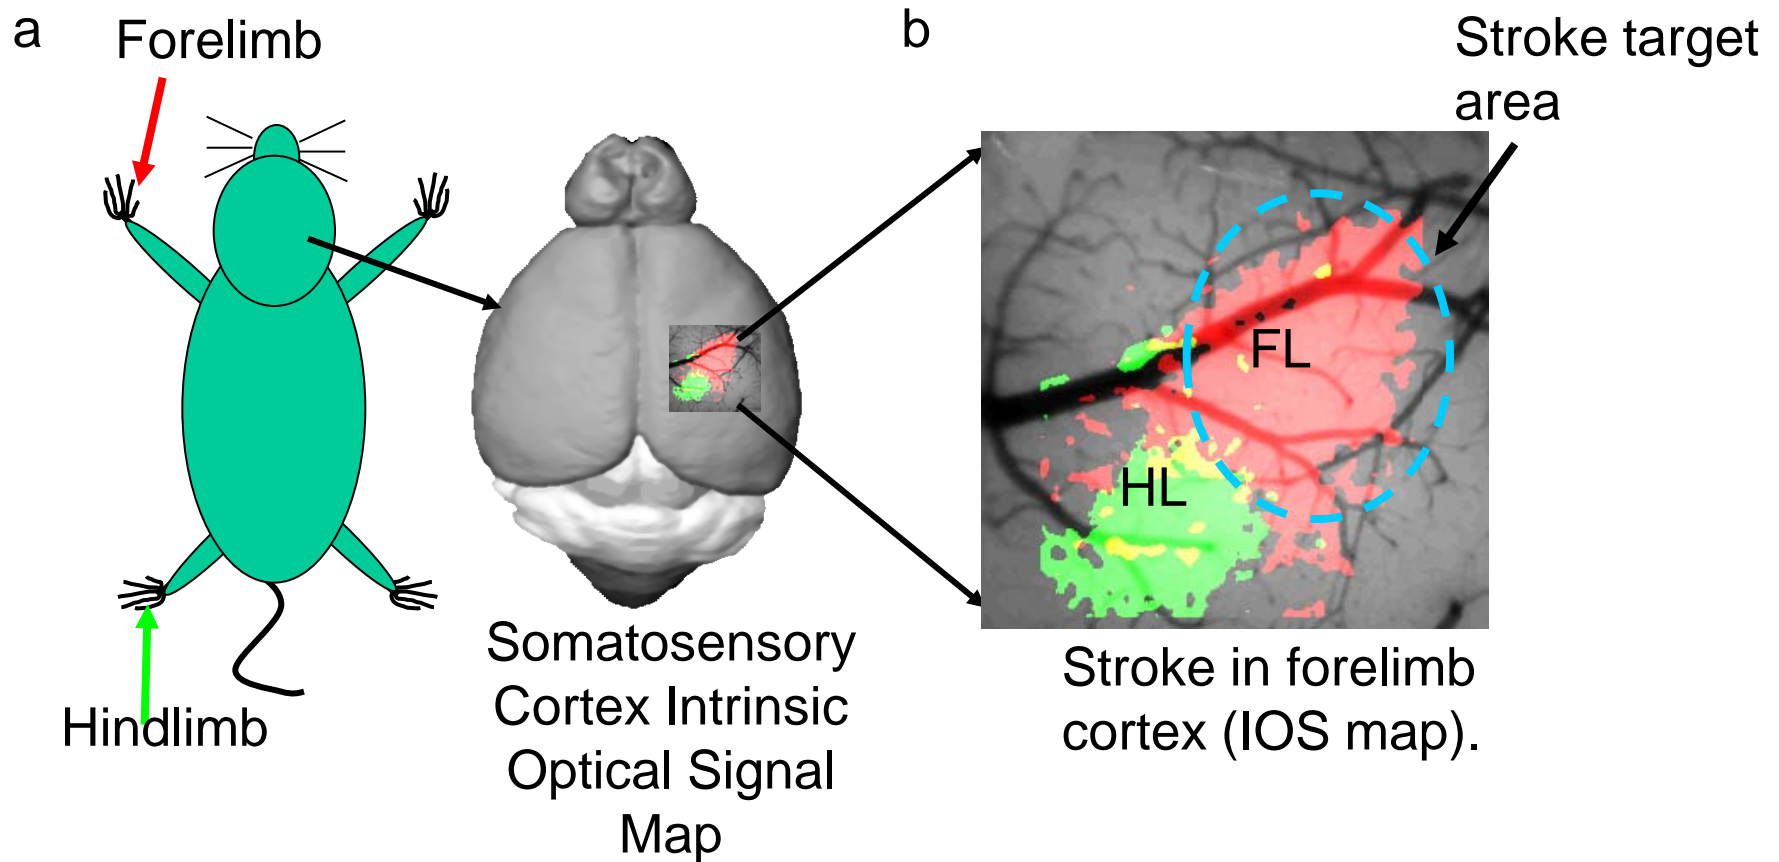 a
Forelimb
Hindlimb
Somatosensory
Cortex Intrinsic
Optical Signal
Map
b
Stroke target
area
FL
HL
Stroke in forelimb
cortex (IOS map).